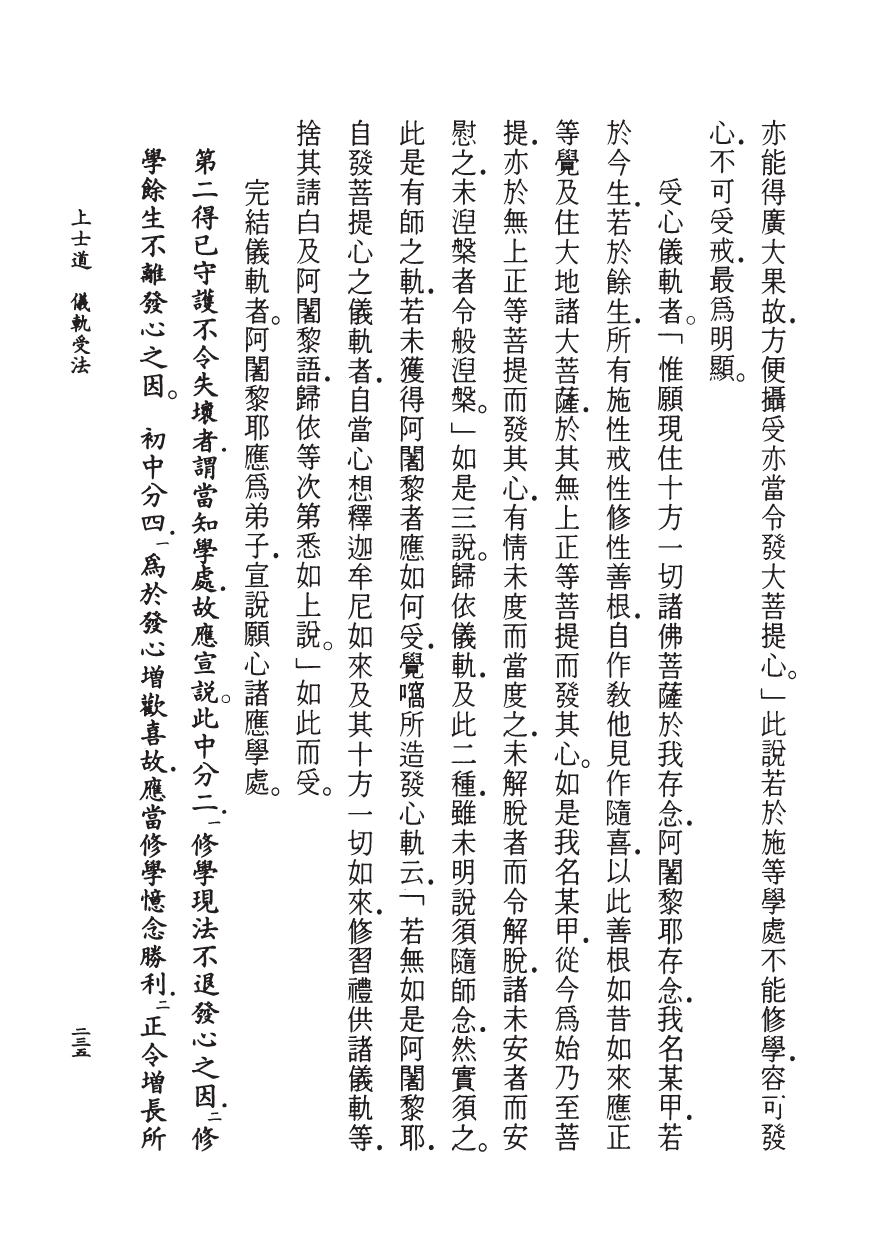 亦能得廣大果故．方便攝受亦當令發大菩提心。」此說若於施等學處不能修學．容可發
心．不可受戒．最爲明顯。
受心儀軌者。「惟願現住十方一切諸佛菩薩於我存念．阿闍黎耶存念．我名某甲．若
於今生．若於餘生．所有施性戒性修性善根．自作教他見作隨喜．以此善根如昔如來應正
等覺及住大地諸大菩薩．於其無上正等菩提而發其心。如是我名某甲．從今爲始乃至菩
提．亦於無上正等菩提而發其心．有情未度而當度之．未解脫者而令解脫．諸未安者而安
慰之．未湼槃者令般湼槃。」如是三說。歸依儀軌．及此二種．雖未明說須隨師念．然實須之。
此是有師之軌．若未獲得阿闍黎者應如何受．覺㗖所造發心軌云．「若無如是阿闍黎耶．
自發菩提心之儀軌者．自當心想釋迦牟尼如來及其十方一切如來．修習禮供諸儀軌等．
捨其請白及阿闍黎語．歸依等次第悉如上說。」如此而受。
完結儀軌者。阿闍黎耶應爲弟子．宣說願心諸應學處。
第二得已守護不令失壞者．謂當知學處．故應宣説。此中分二．一修學現法不退發心之因．二修
學餘生不離發心之因。　初中分四．一爲於發心增歡喜故．應當修學憶念勝利．二正令增長所
上士道　儀軌受法
二三五